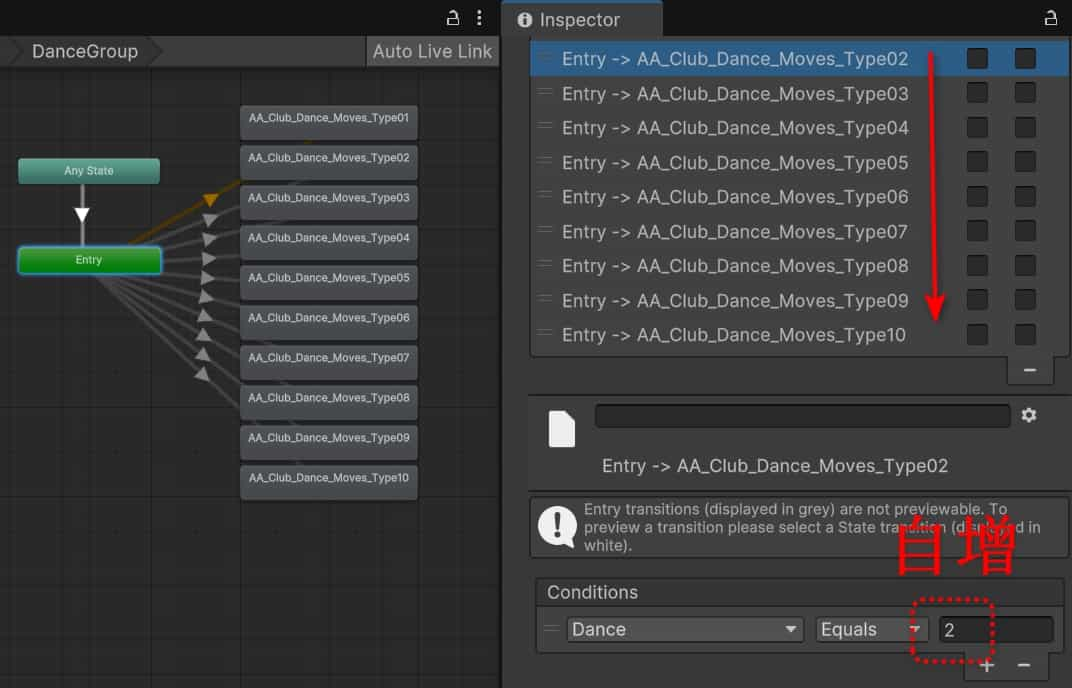 DanceGroup
Auto Live Link
AA_Club_Dance_Moves_Type01
AA_Club_Dance_Moves_Type02
AA_Club_Dance_Moves_Type03
AA_Club_Dance_Moves_Type04
AA_Club_Dance_Moves_Type05
AA_Club_Dance_Moves_Type06
AA_Club_Dance_Moves_Type07
AA_Club_Dance_Moves_Type08
AA_Club_Dance_Moves_Type09
AA_Club_Dance_Moves_Type10
Any State
Entry
Inspector
Entry -> AA_Club_Dance_Moves_Type02
Entry -> AA_Club_Dance_Moves_Type03
Entry -> AA_Club_Dance_Moves_Type04
Entry -> AA_Club_Dance_Moves_Type05
Entry -> AA_Club_Dance_Moves_Type06
Entry -> AA_Club_Dance_Moves_Type07
Entry -> AA_Club_Dance_Moves_Type08
Entry -> AA_Club_Dance_Moves_Type09
Entry -> AA_Club_Dance_Moves_Type10
Entry -> AA_Club_Dance_Moves_Type02
Entry transitions (displayed in grey) are not previewable. To
preview a transition please select a State transition (displayed in
white).
自增
Conditions
Dance Equals 2